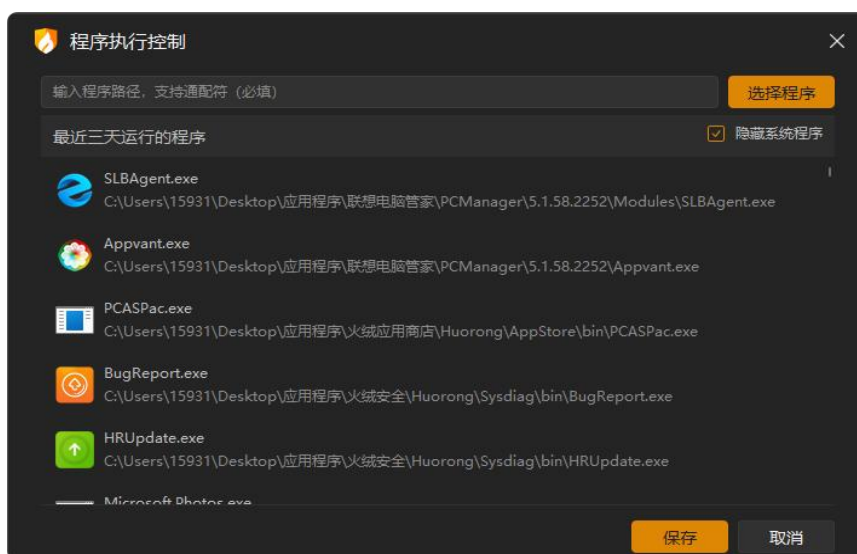 程序执行控制
输入程序路径，支持通配符（必填）
选择程序
最近三天运行的程序
隐藏系统程序
SLBAgent.exe
C:\Users\15931\Desktop\应用程序\联想电脑管家\PCManager\5.1.58.2252\Modules\SLBAgent.exe
Appvant.exe
C:\Users\15931\Desktop\应用程序\联想电脑管家\PCManager\5.1.58.2252\Appvant.exe
PCASPac.exe
C:\Users\15931\Desktop\应用程序\火绒应用商店\Huorong\AppStore\bin\PCASPac.exe
BugReport.exe
C:\Users\15931\Desktop\应用程序\火绒安全\Huorong\Sysdiag\bin\BugReport.exe
HRUpdate.exe
C:\Users\15931\Desktop\应用程序\火绒安全\Huorong\Sysdiag\bin\HRUpdate.exe
Microsoft.Photos.exe
保存
取消